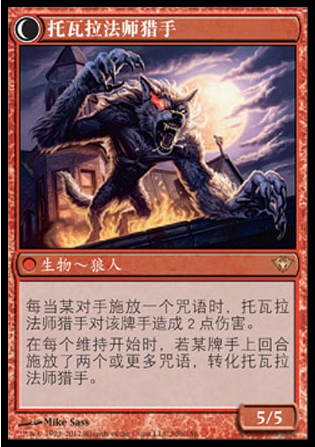 托瓦拉法师猎手
生物～狼人
每当某对手施放一个咒语时，托瓦拉
法师猎手对该牌手造成2点伤害。
在每个维持开始时，若某牌手上回合
施放了两个或更多咒语，转化托瓦拉
法师猎手。
Mike Sass
5/5